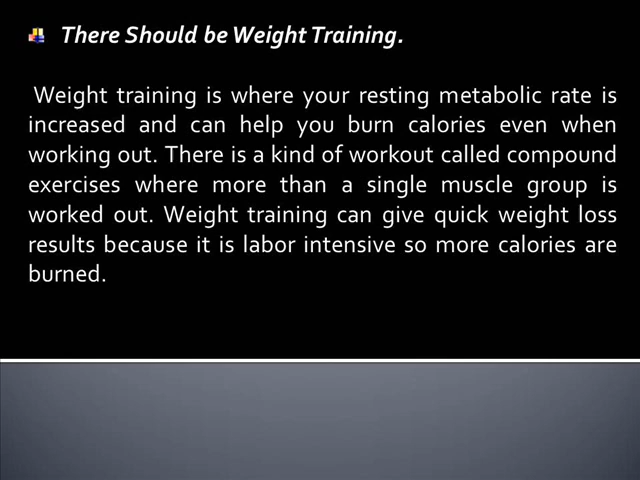 There Should be Weight Training.
Weight training is where your resting metabolic rate is
increased and can help you burn calories even when
working out. There is a kind of workout called compound
exercises where more than a single muscle group is
worked out. Weight training can give quick weight loss
results because it is labor intensive so more calories are
burned.